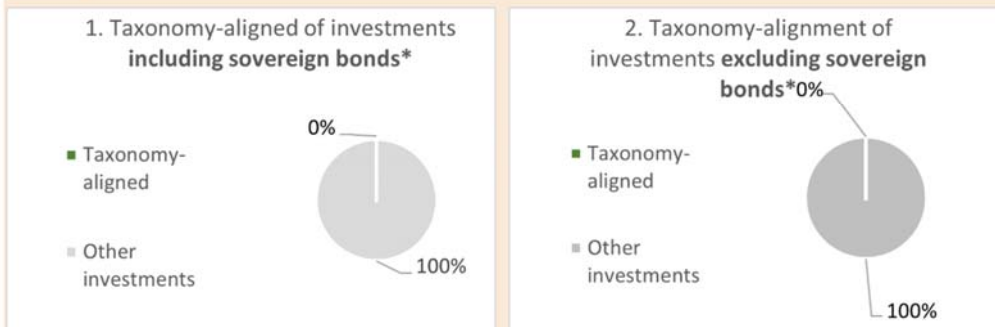 1. Taxonomy-aligned of investments
including sovereign bonds*
0%
Taxonomy-
aligned
Other
investments
100%
2. Taxonomy-alignment of
investments excluding sovereign
bonds*0%
Taxonomy-
aligned
Other
investments
100%